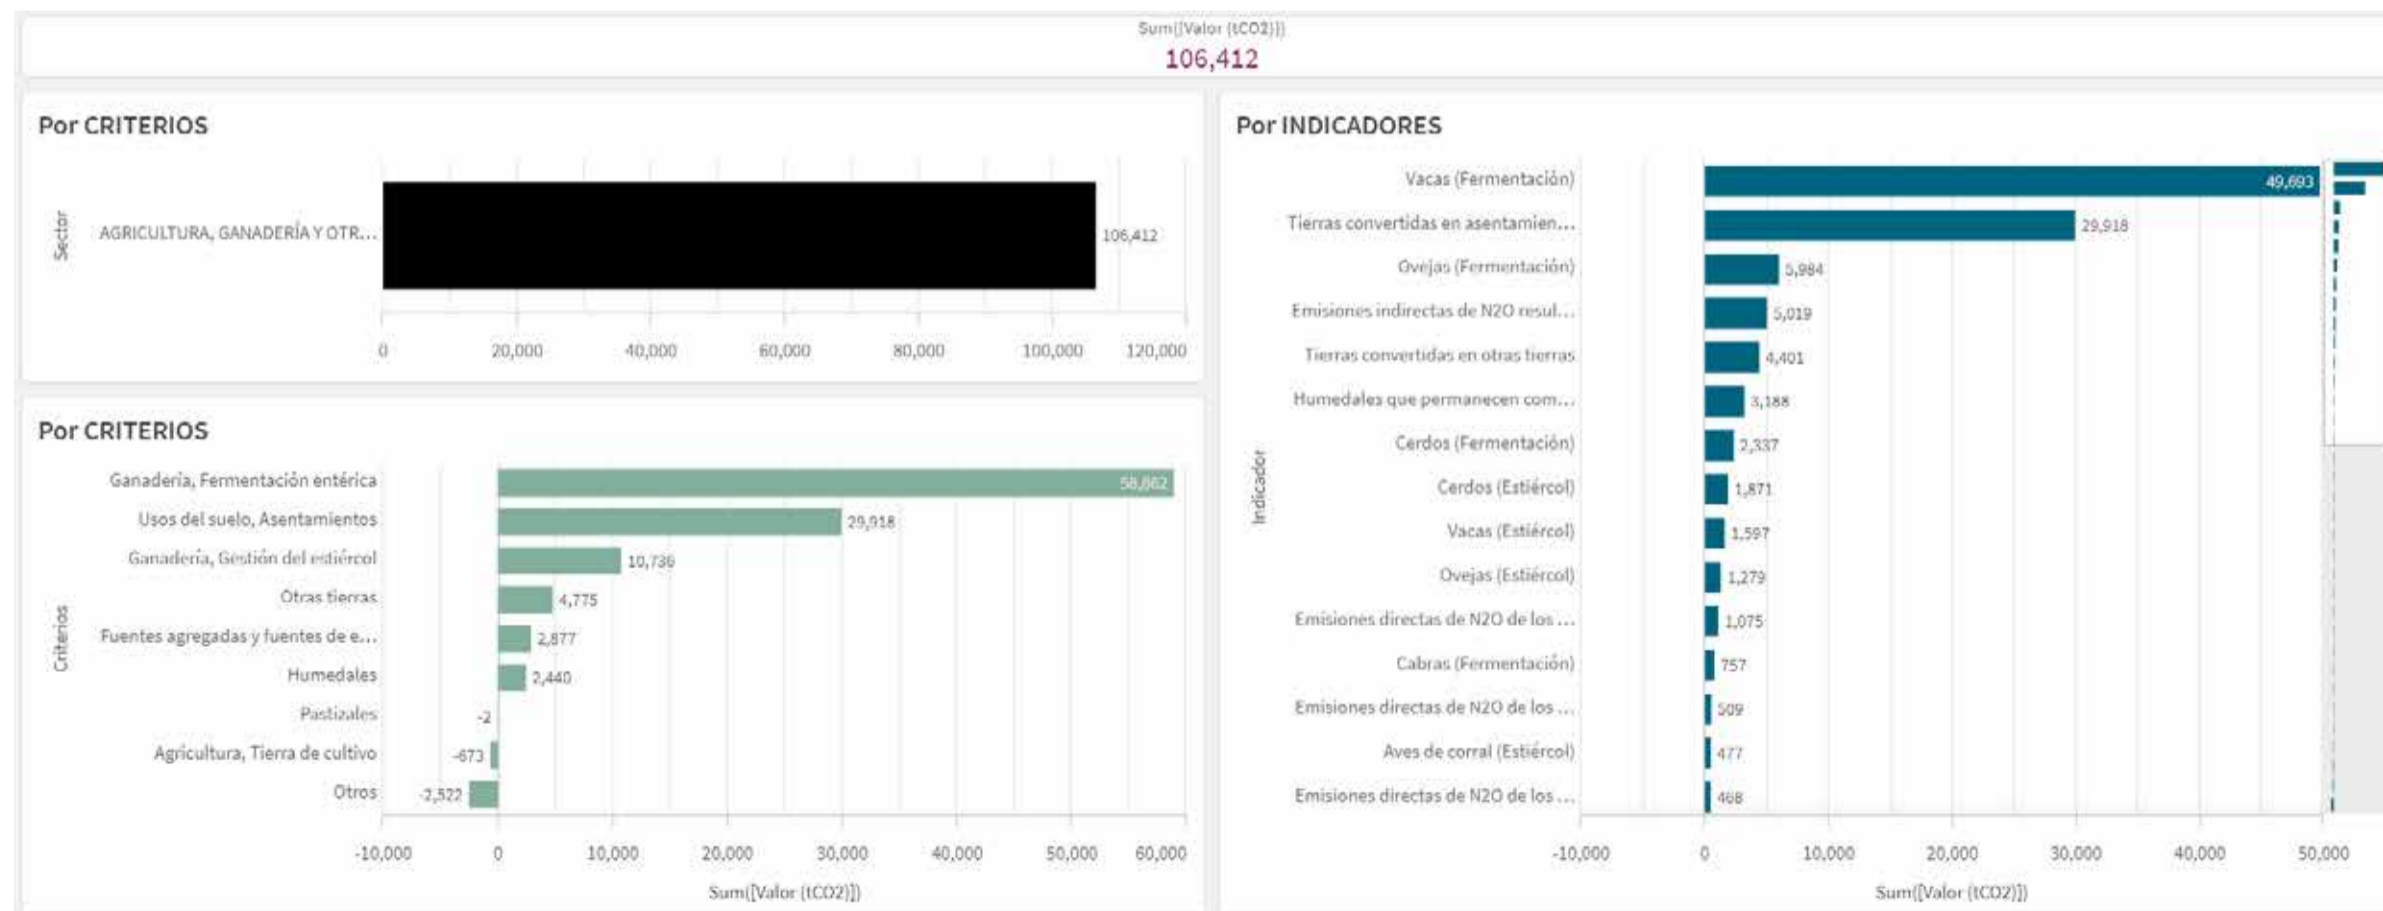 Sum([Valor (tCO2)])
106,412
Por CRITERIOS
Sector
AGRICULTURA, GANADERÍA Y OTR...
106,412
0 20,000 40,000 60,000 80,000 100,000 120,000
Por CRITERIOS
Criterios
Ganadería, Fermentación entérica 58,862
Usos del suelo, Asentamientos 29,918
Ganadería, Gestión del estiércol 10,736
Otras tierras 4,775
Fuentes agregadas y fuentes de e... 2,877
Humedales 2,440
Pastizales -2
Agricultura, Tierra de cultivo -673
Otros -2,522
-10,000 0 10,000 20,000 30,000 40,000 50,000 60,000
Sum([Valor (tCO2)])
Por INDICADORES
Indicador
Vacas (Fermentación) 49,693
Tierras convertidas en asentamien... 29,918
Ovejas (Fermentación) 5,984
Emisiones indirectas de N2O resul... 5,019
Tierras convertidas en otras tierras 4,401
Humedales que permanecen com... 3,188
Cerdos (Fermentación) 2,337
Cerdos (Estiércol) 1,871
Vacas (Estiércol) 1,597
Ovejas (Estiércol) 1,279
Emisiones directas de N2O de los ... 1,075
Cabras (Fermentación) 757
Emisiones directas de N2O de los ... 509
Aves de corral (Estiércol) 477
Emisiones directas de N2O de los ... 468
-10,000 0 10,000 20,000 30,000 40,000 50,000
Sum([Valor (tCO2)])